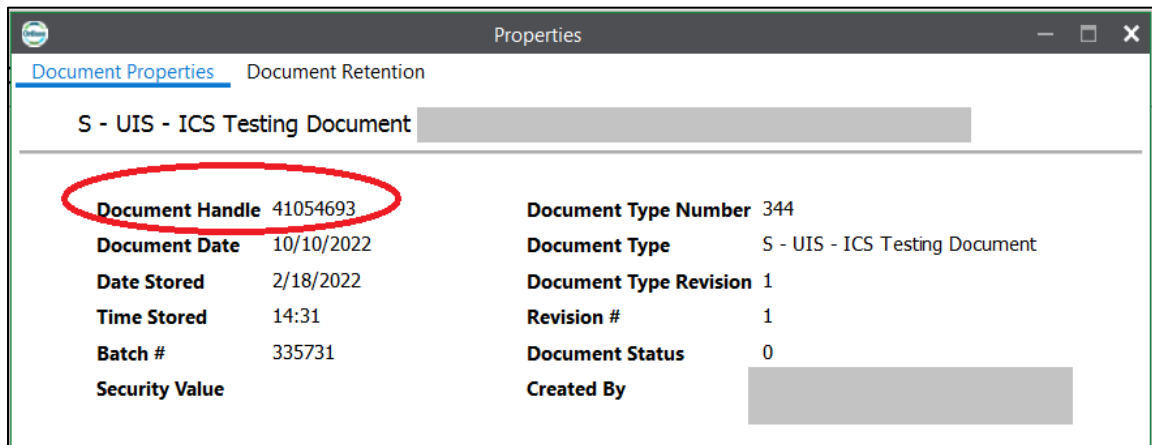 OnBase
Properties
Document Properties Document Retention
S - UIS - ICS Testing Document
Document Handle 41054693 Document Type Number 344
Document Date 10/10/2022 Document Type S - UIS - ICS Testing Document
Date Stored 2/18/2022 Document Type Revision 1
Time Stored 14:31 Revision # 1
Batch # 335731 Document Status 0
Security Value Created By